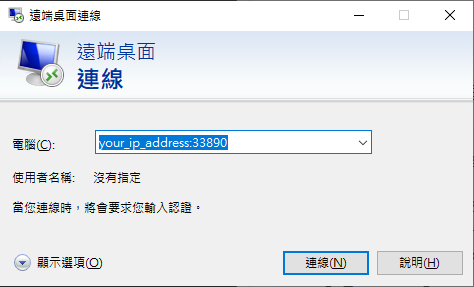 遠端桌面連線
遠端桌面
連線
電腦(C): your_ip_address:33890
使用者名稱: 沒有指定
當您連線時，將會要求您輸入認證。
顯示選項(O) 連線(N) 說明(H)